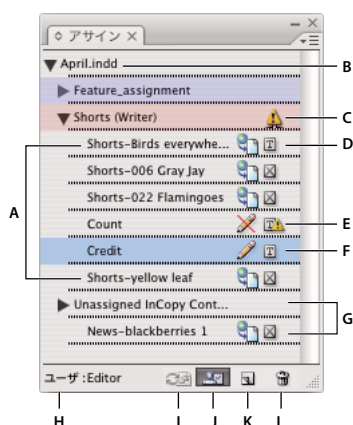 アサイン
April.indd
B
Feature_assignment
Shorts (Writer)
C
Shorts-Birds everywhe...
D
Shorts-006 Gray Jay
Shorts-022 Flamingoes
A
Count
E
Credit
F
Shorts-yellow leaf
Unassigned InCopy Cont...
G
News-blackberries 1
ユーザ :Editor
H I J K L